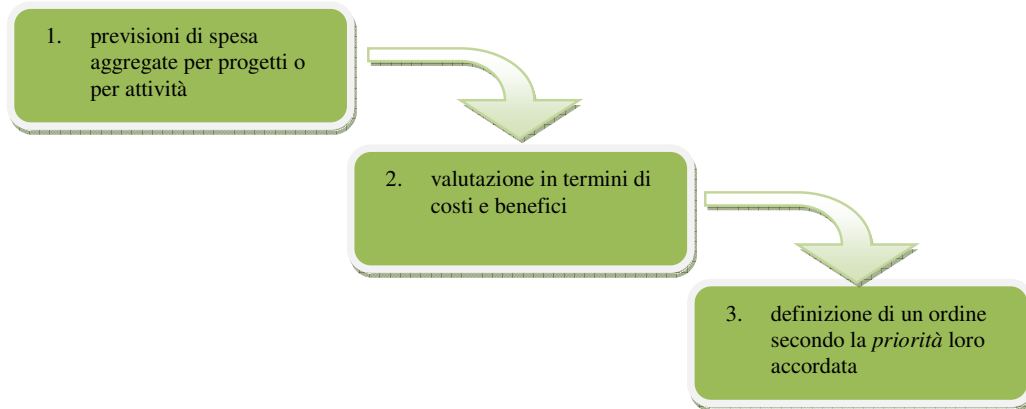 1. previsioni di spesa
aggregate per progetti o
per attività
2. valutazione in termini di
costi e benefici
3. definizione di un ordine
secondo la priorità loro
accordata